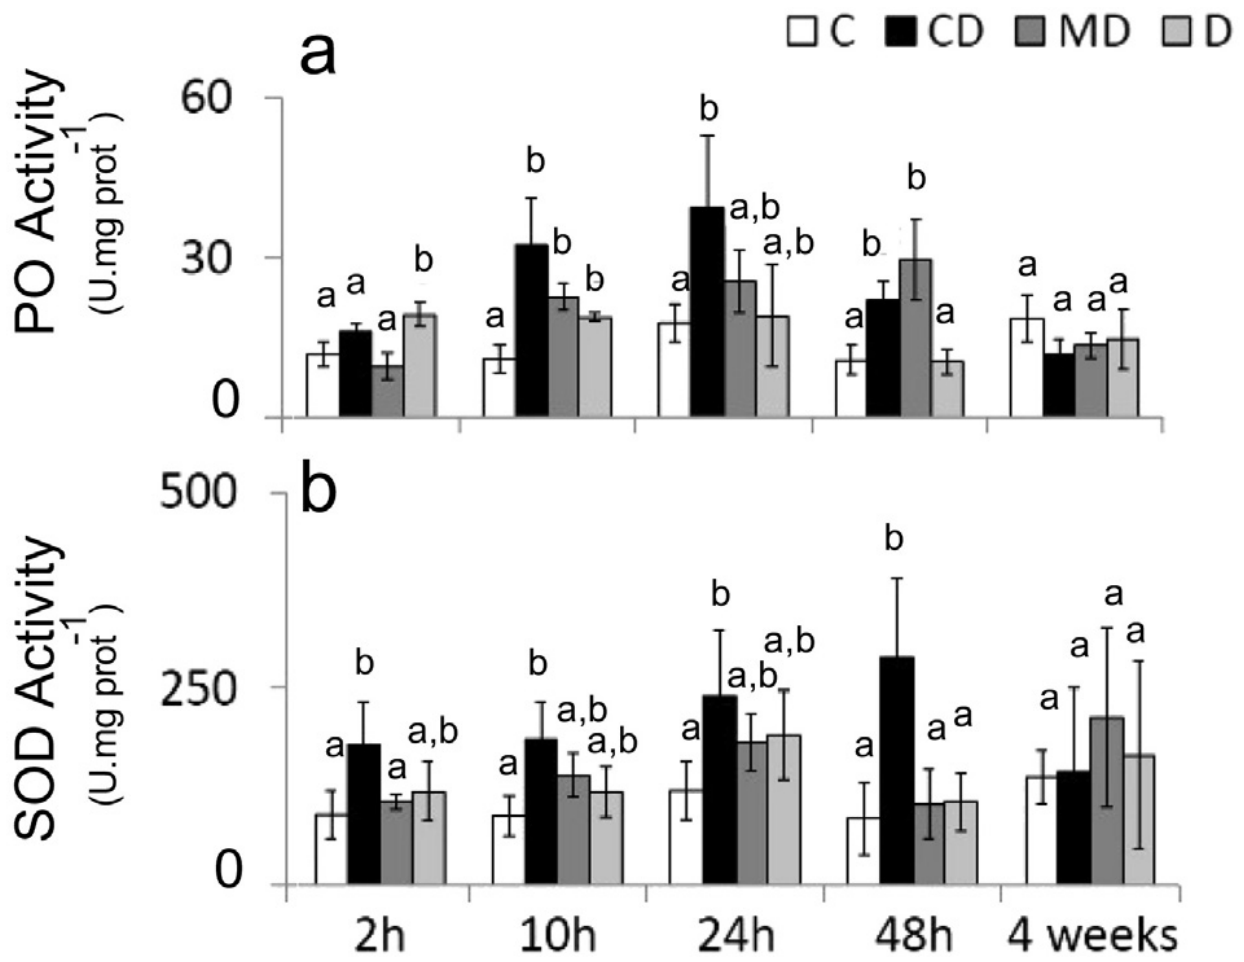 C CD MD D
a
PO Activity
(U.mg prot⁻¹)
60
30
0
a a a b
a b b b
a b a,b a,b
a b b a
a a a a
b
SOD Activity
(U.mg prot⁻¹)
500
250
0
a b a a,b
a b a,b a,b
a b a,b a,b
a b a a
a a a a
2h 10h 24h 48h 4 weeks